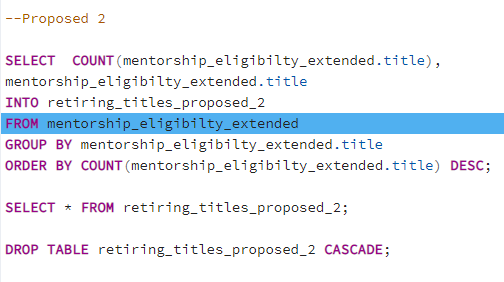 --Proposed 2
SELECT  COUNT(mentorship_eligibilty_extended.title),
mentorship_eligibilty_extended.title
INTO retiring_titles_proposed_2
FROM mentorship_eligibilty_extended
GROUP BY mentorship_eligibilty_extended.title
ORDER BY COUNT(mentorship_eligibilty_extended.title) DESC;
SELECT * FROM retiring_titles_proposed_2;
DROP TABLE retiring_titles_proposed_2 CASCADE;